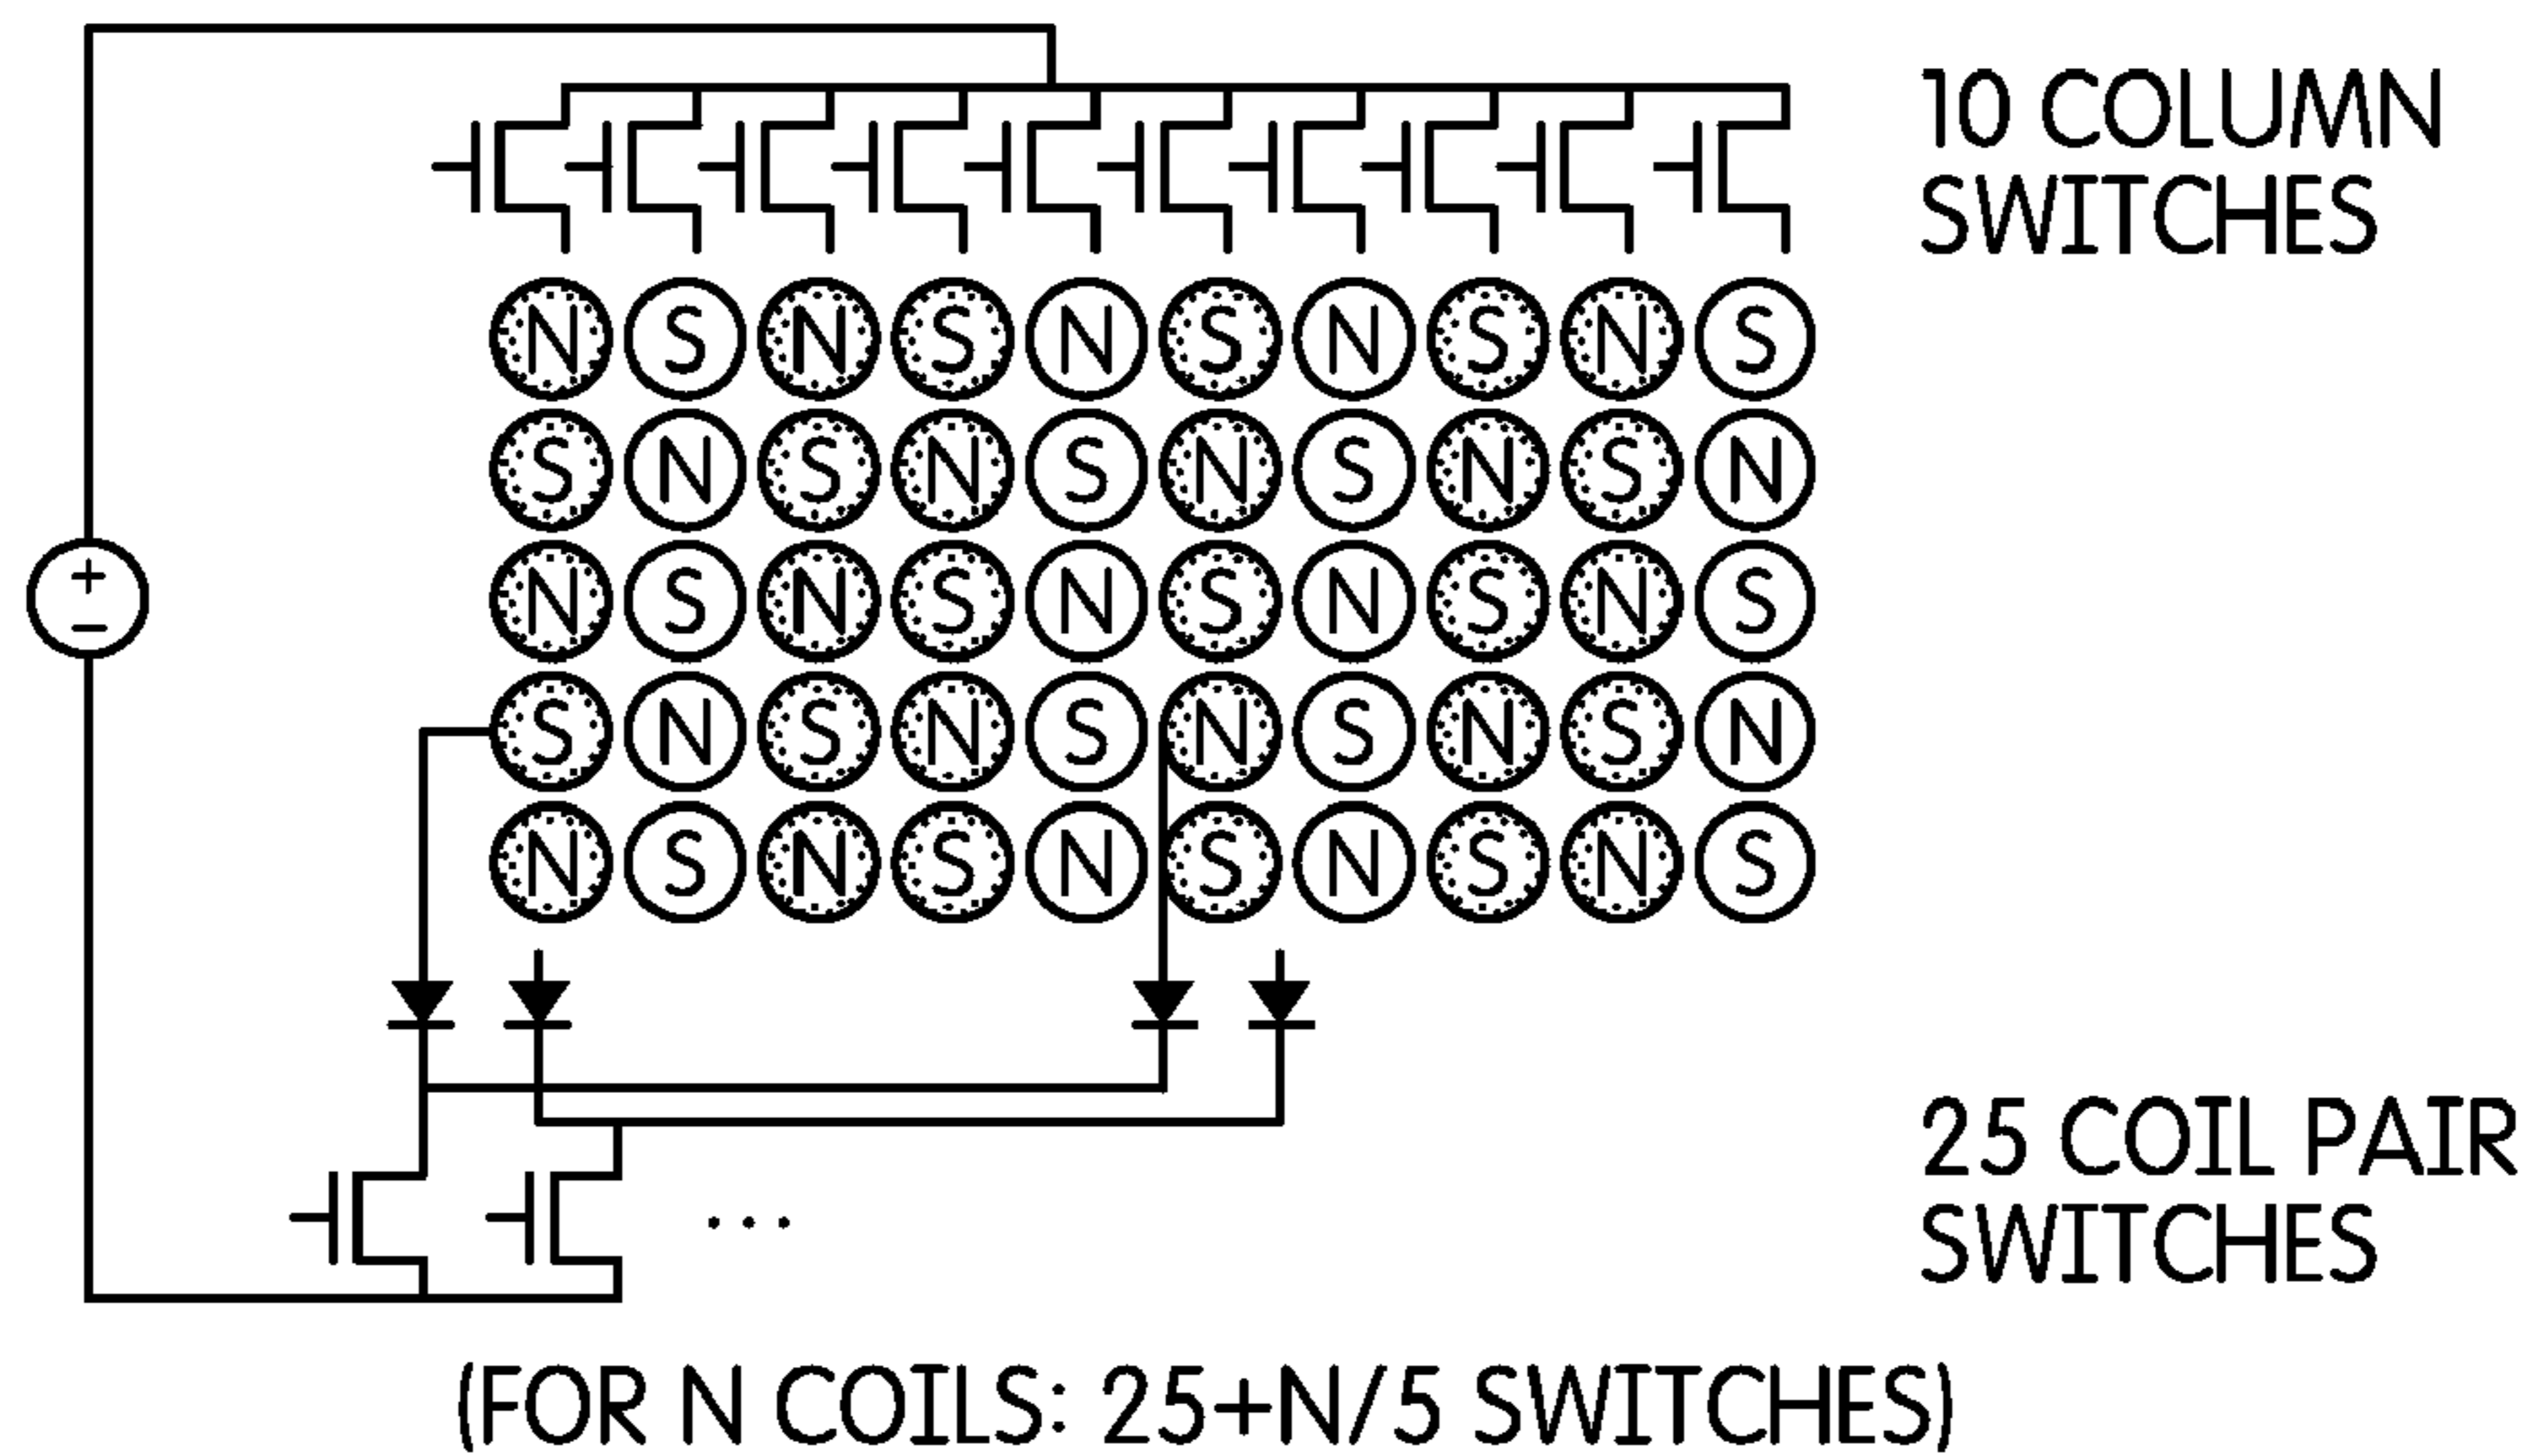 10 COLUMN
SWITCHES
N S N S N S N S N S
S N S N S N S N S N
N S N S N S N S N S
+
−
S N S N S N S N S N
N S N S N S N S N S
25 COIL PAIR
SWITCHES
...
(FOR N COILS: 25+N/5 SWITCHES)